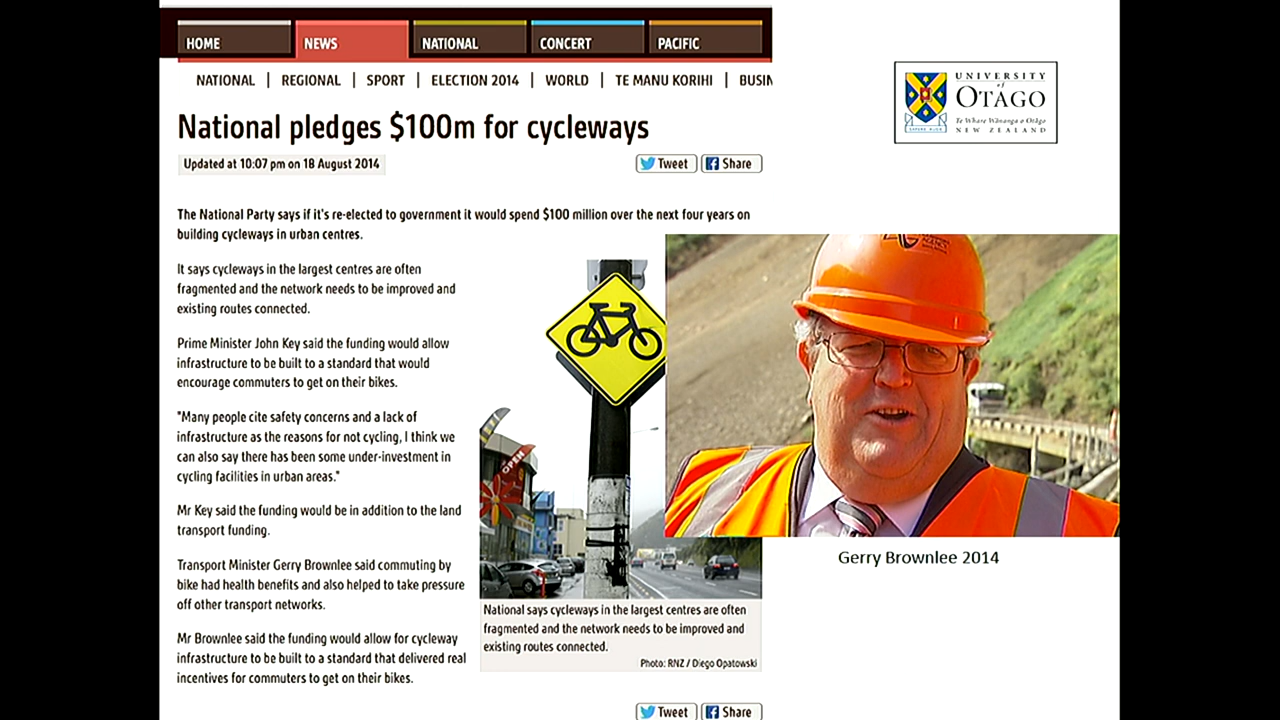 HOME
NEWS
NATIONAL
CONCERT
PACIFIC
NATIONAL | REGIONAL | SPORT | ELECTION 2014 | WORLD | TE MANU KORIHI | BUSIN
UNIVERSITY
of
OTAGO
Te Whare Wānanga o Otāgo
NEW ZEALAND
National pledges $100m for cycleways
Updated at 10:07 pm on 18 August 2014
Tweet
Share
The National Party says if it's re-elected to government it would spend $100 million over the next four years on
building cycleways in urban centres.
It says cycleways in the largest centres are often
fragmented and the network needs to be improved and
existing routes connected.
Prime Minister John Key said the funding would allow
infrastructure to be built to a standard that would
encourage commuters to get on their bikes.
"Many people cite safety concerns and a lack of
infrastructure as the reasons for not cycling, I think we
can also say there has been some under-investment in
cycling facilities in urban areas."
Mr Key said the funding would be in addition to the land
transport funding.
Transport Minister Gerry Brownlee said commuting by
bike had health benefits and also helped to take pressure
off other transport networks.
Mr Brownlee said the funding would allow for cycleway
infrastructure to be built to a standard that delivered real
incentives for commuters to get on their bikes.
OPEN
National says cycleways in the largest centres are often
fragmented and the network needs to be improved and
existing routes connected.
Photo: RNZ / Diego Opatowski
Gerry Brownlee 2014
Tweet
Share